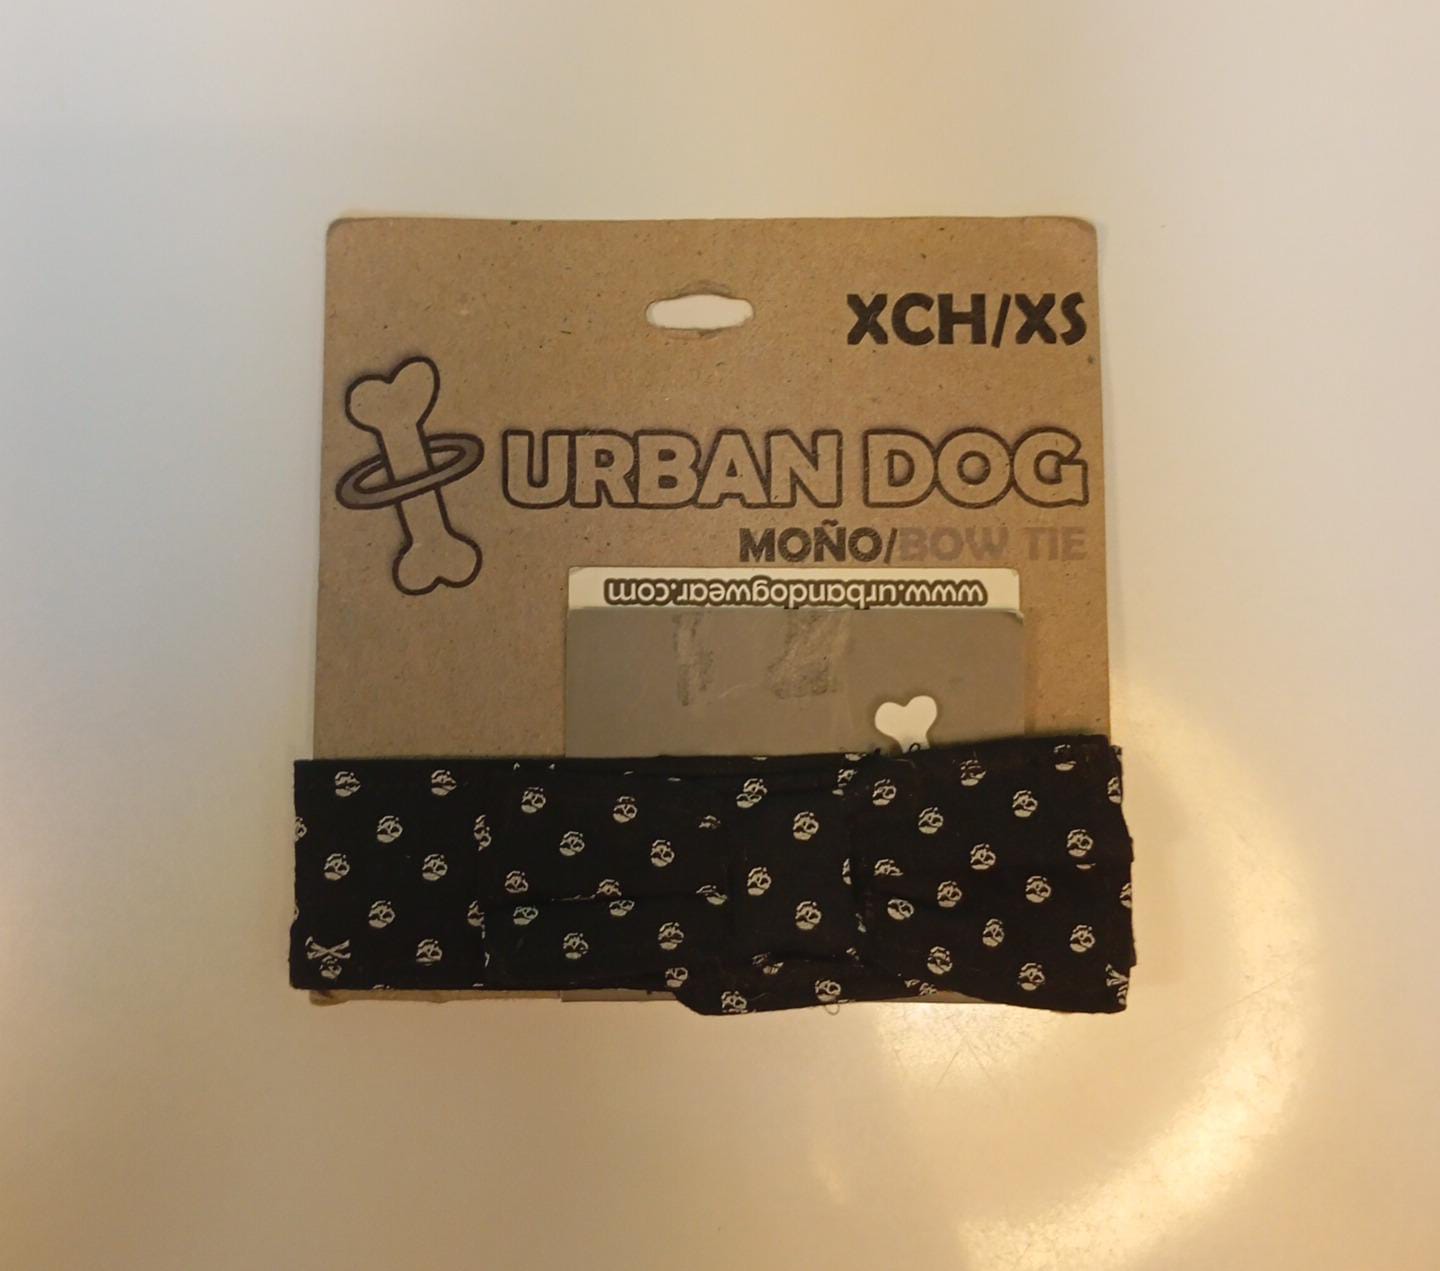 XCH/XS
URBAN DOG
MOÑO/BOW TIE
www.urbandogwear.com